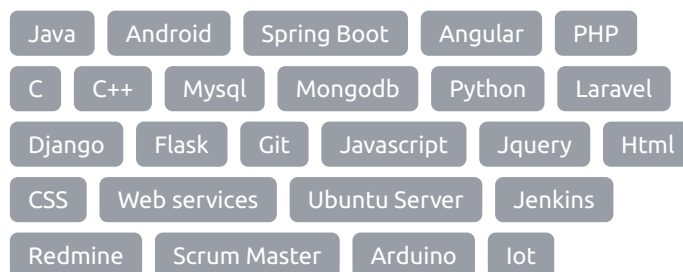 Java Android Spring Boot Angular PHP
C C++ Mysql Mongodb Python Laravel
Django Flask Git Javascript Jquery Html
CSS Web services Ubuntu Server Jenkins
Redmine Scrum Master Arduino Iot